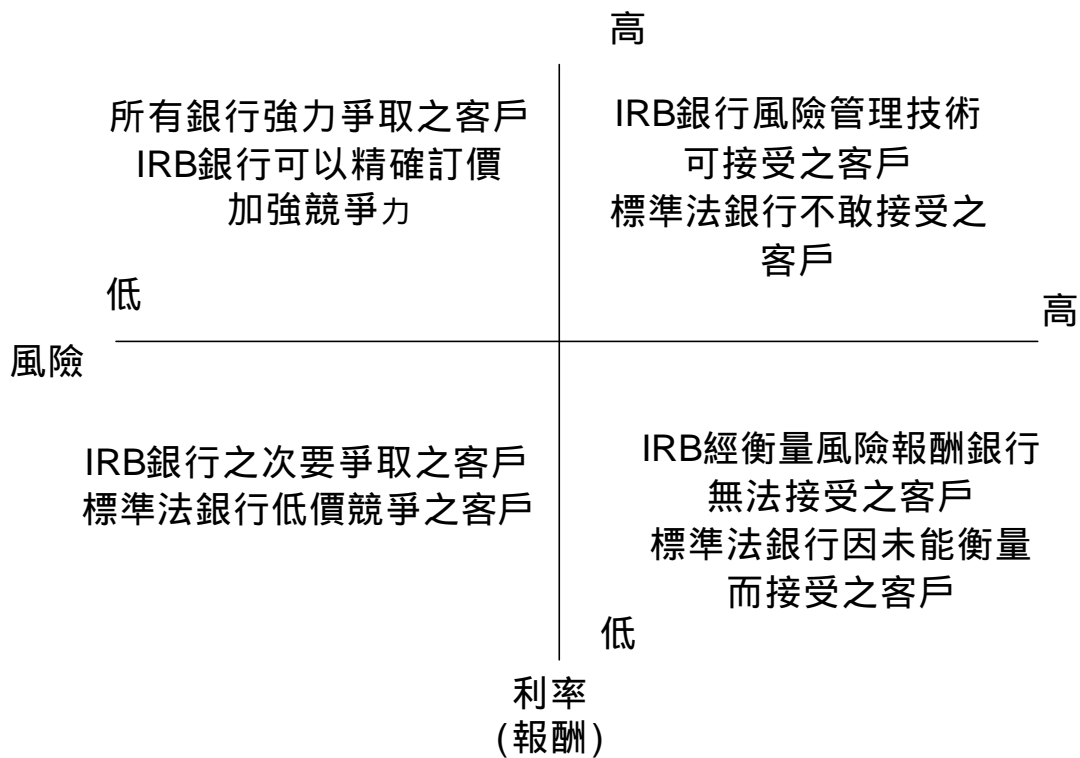 高
所有銀行強力爭取之客戶
IRB銀行可以精確訂價
加強競爭力
IRB銀行風險管理技術
可接受之客戶
標準法銀行不敢接受之
客戶
低
高
風險
IRB銀行之次要爭取之客戶
標準法銀行低價競爭之客戶
IRB經衡量風險報酬銀行
無法接受之客戶
標準法銀行因未能衡量
而接受之客戶
低
利率
(報酬)